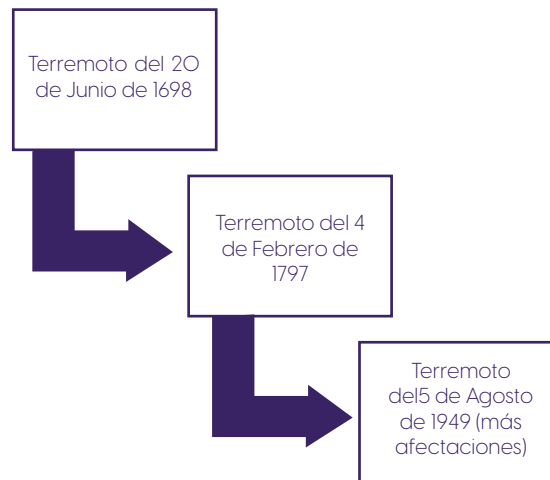 Terremoto del 20
de Junio de 1698
Terremoto del 4
de Febrero de
1797
Terremoto
del5 de Agosto
de 1949 (más
afectaciones)